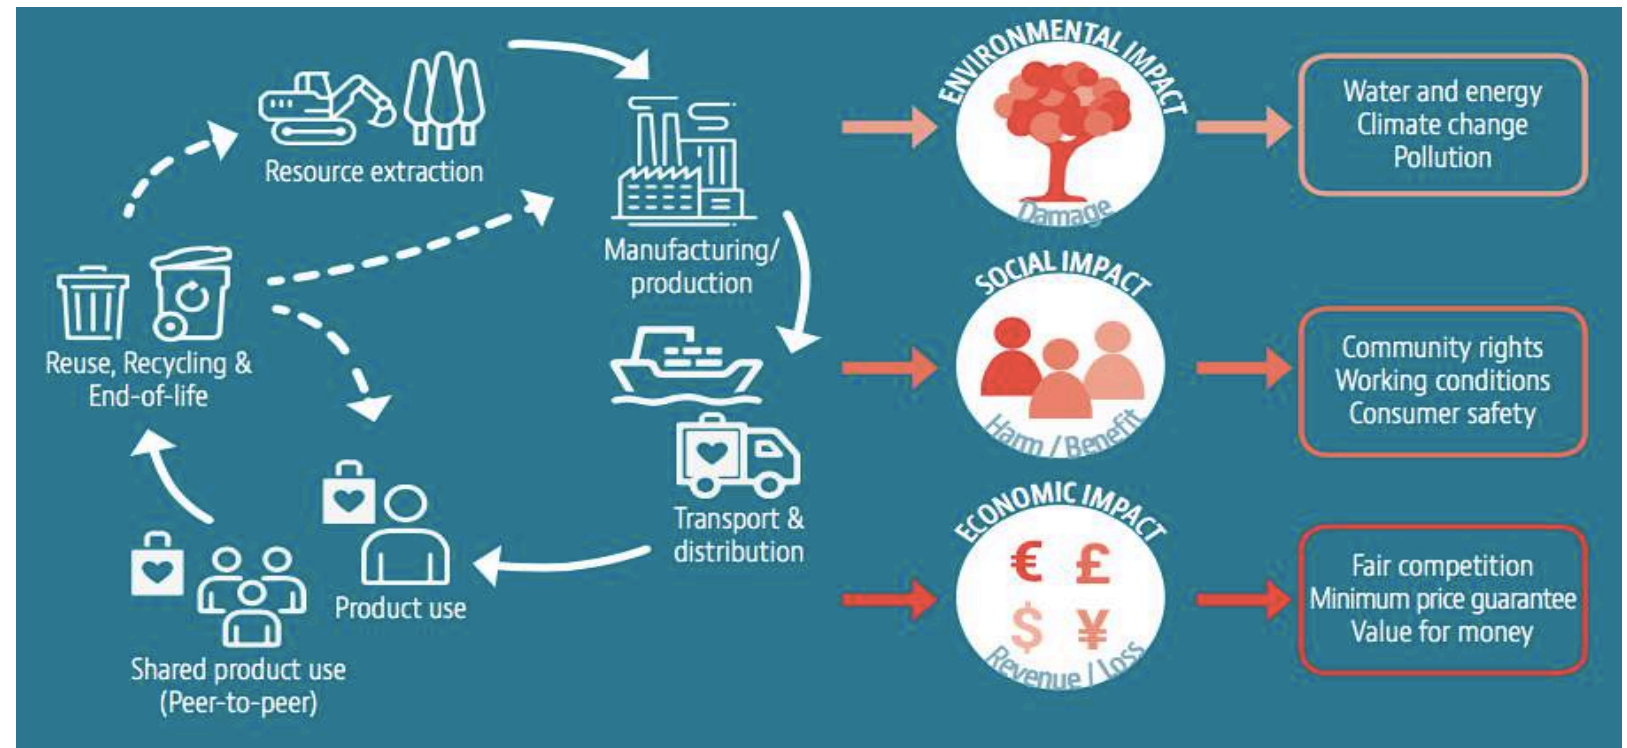 Resource extraction
Manufacturing/
production
Reuse, Recycling &
End-of-life
Transport &
distribution
Product use
Shared product use
(Peer-to-peer)
ENVIRONMENTAL IMPACT
Damage
Water and energy
Climate change
Pollution
SOCIAL IMPACT
Harm / Benefit
Community rights
Working conditions
Consumer safety
ECONOMIC IMPACT
€ £
$ ¥
Revenue / Loss
Fair competition
Minimum price guarantee
Value for money